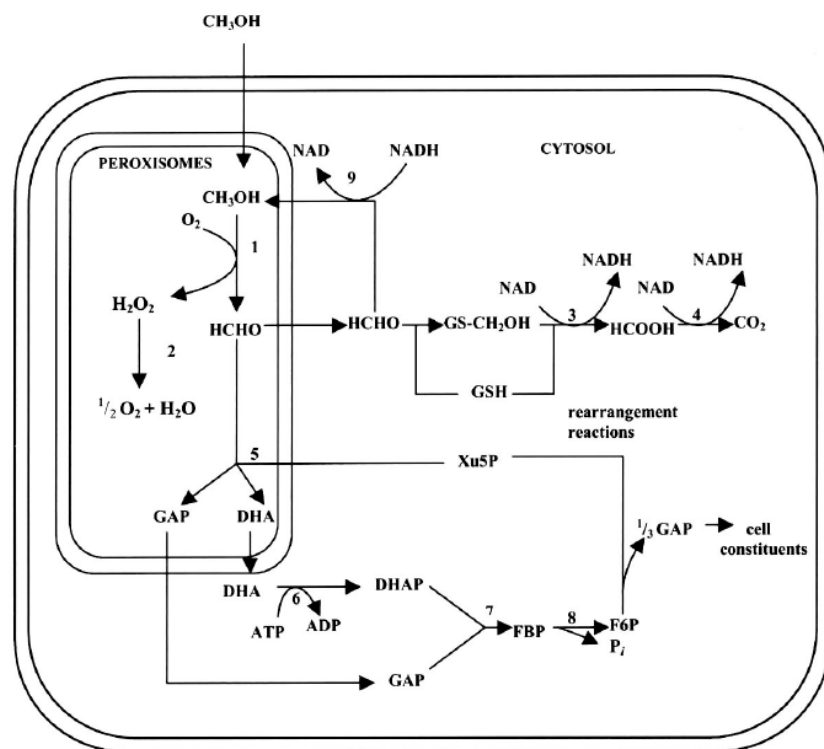 CH₃OH
PEROXISOMES
NAD
NADH
CYTOSOL
9
CH₃OH
O₂
1
NADH
NADH
NAD
NAD
H₂O₂
HCHO
HCHO
GS-CH₂OH
3
HCOOH
4
CO₂
2
GSH
¹/₂ O₂ + H₂O
rearrangement
reactions
5
Xu5P
GAP
DHA
¹/₃ GAP
cell
constituents
DHA
6
DHAP
7
8
ATP
ADP
FBP
F6P
Pi
GAP